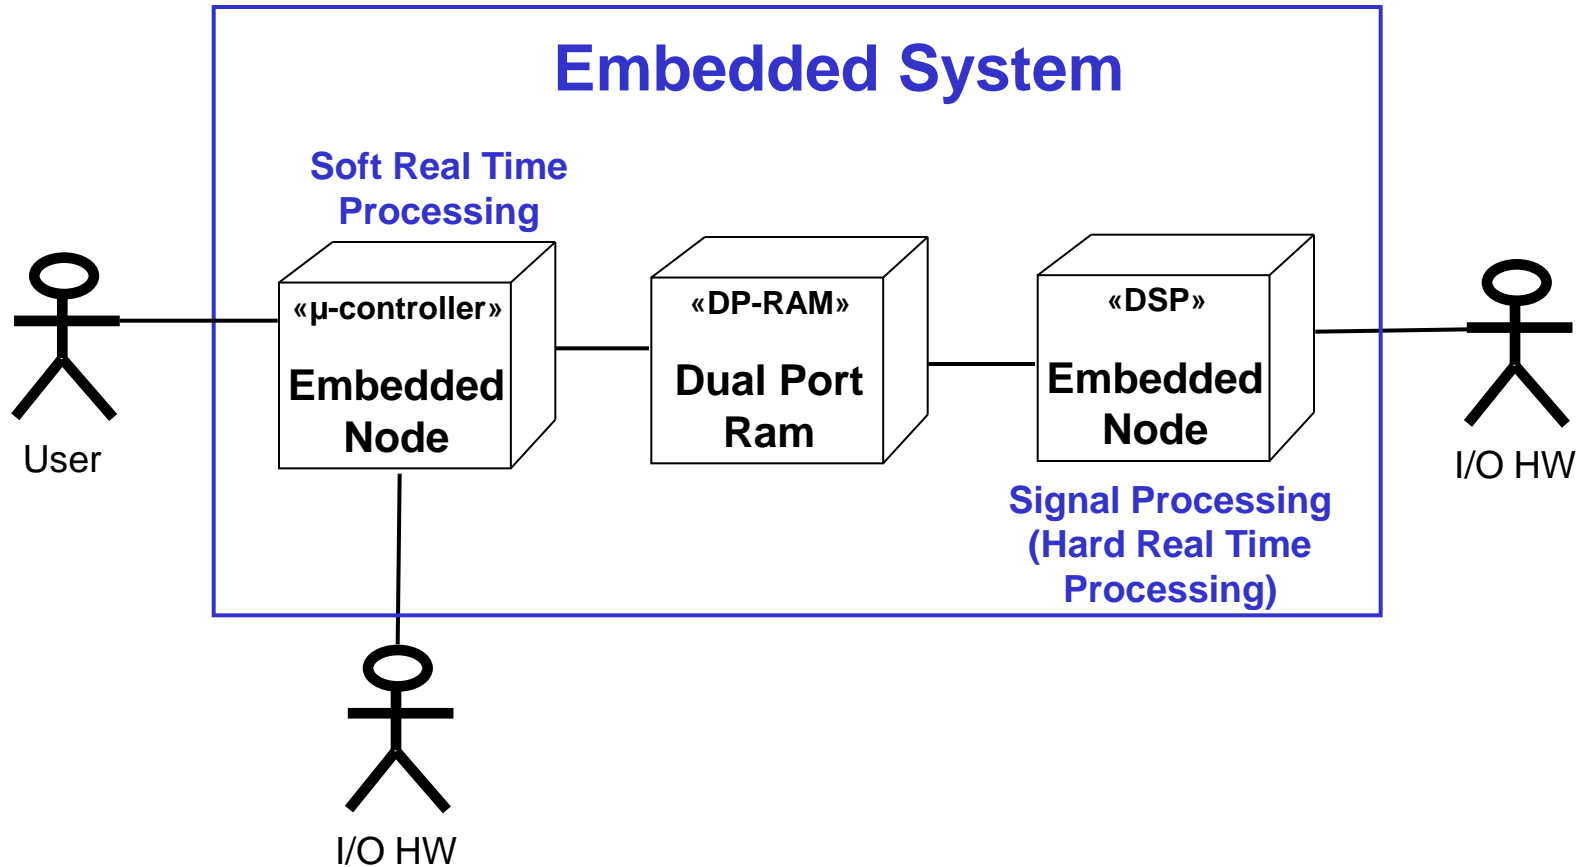 Embedded System
Soft Real Time
Processing
«µ-controller»
Embedded
Node
«DP-RAM»
Dual Port
Ram
«DSP»
Embedded
Node
User
I/O HW
Signal Processing
(Hard Real Time
Processing)
I/O HW